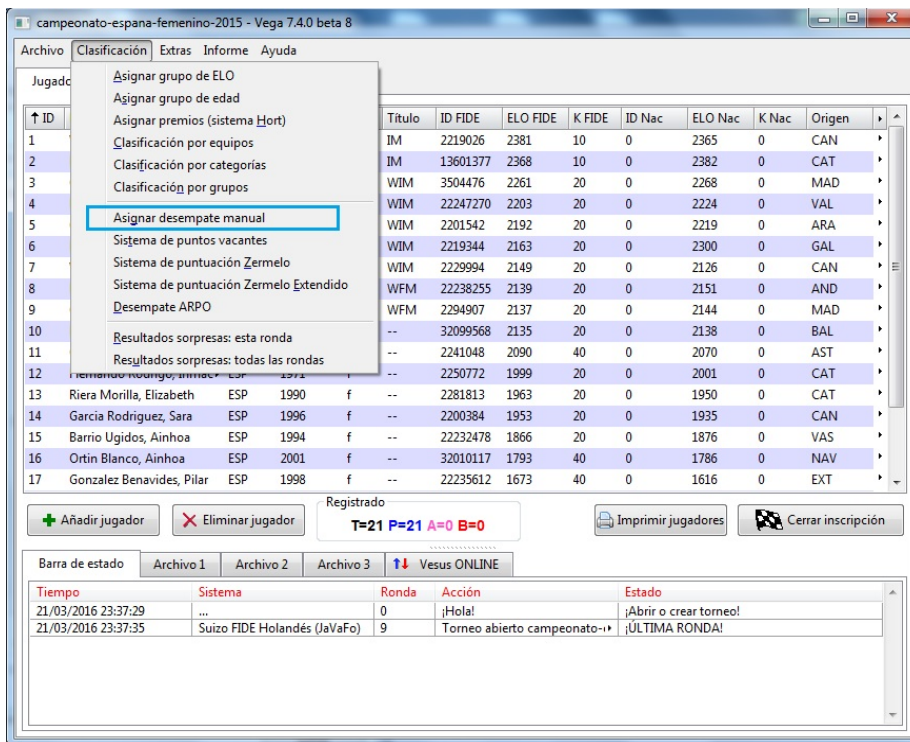 campeonato-espana-femenino-2015 - Vega 7.4.0 beta 8
Archivo Clasificación Extras Informe Ayuda
Asignar grupo de ELO
Asignar grupo de edad
Asignar premios (sistema Hort)
Clasificación por equipos
Clasificación por categorías
Clasificación por grupos
Asignar desempate manual
Sistema de puntos vacantes
Sistema de puntuación Zermelo
Sistema de puntuación Zermelo Extendido
Desempate ARPO
Resultados sorpresas: esta ronda
Resultados sorpresas: todas las rondas
ID Título ID FIDE ELO FIDE K FIDE ID Nac ELO Nac K Nac Origen
1 IM 2219026 2381 10 0 2365 0 CAN
2 IM 13601377 2368 10 0 2382 0 CAT
3 WIM 3504476 2261 20 0 2268 0 MAD
4 WIM 22247270 2203 20 0 2224 0 VAL
5 WIM 2201542 2192 20 0 2219 0 ARA
6 WIM 2219344 2163 20 0 2300 0 GAL
7 WIM 2229994 2149 20 0 2126 0 CAN
8 WFM 22238255 2139 20 0 2151 0 AND
9 WFM 2294907 2137 20 0 2144 0 MAD
10 -- 32099568 2135 20 0 2138 0 BAL
11 -- 2241048 2090 40 0 2070 0 AST
12 -- 2250772 1999 20 0 2001 0 CAT
13 Riera Morilla, Elizabeth ESP 1990 f -- 2281813 1963 20 0 1950 0 CAT
14 Garcia Rodriguez, Sara ESP 1996 f -- 2200384 1953 20 0 1935 0 CAN
15 Barrio Ugidos, Ainhoa ESP 1994 f -- 22232478 1866 20 0 1876 0 VAS
16 Ortin Blanco, Ainhoa ESP 2001 f -- 32010117 1793 40 0 1786 0 NAV
17 Gonzalez Benavides, Pilar ESP 1998 f -- 22235612 1673 40 0 1616 0 EXT
Añadir jugador Eliminar jugador Registrado T=21 P=21 A=0 B=0 Imprimir jugadores Cerrar inscripción
Barra de estado Archivo 1 Archivo 2 Archivo 3 Vesus ONLINE
Tiempo Sistema Ronda Acción Estado
21/03/2016 23:37:29 ... 0 ¡Hola! ¡Abrir o crear torneo!
21/03/2016 23:37:35 Suizo FIDE Holandés (JaVaFo) 9 Torneo abierto campeonato- ¡ÚLTIMA RONDA!